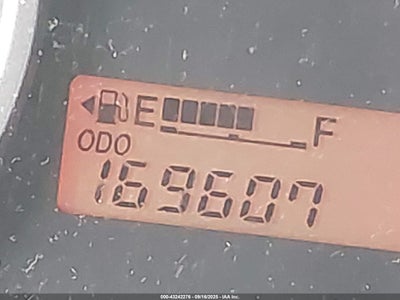 E F
ODO
169607
000-43242276 - 09/16/2025 - IAA Inc.